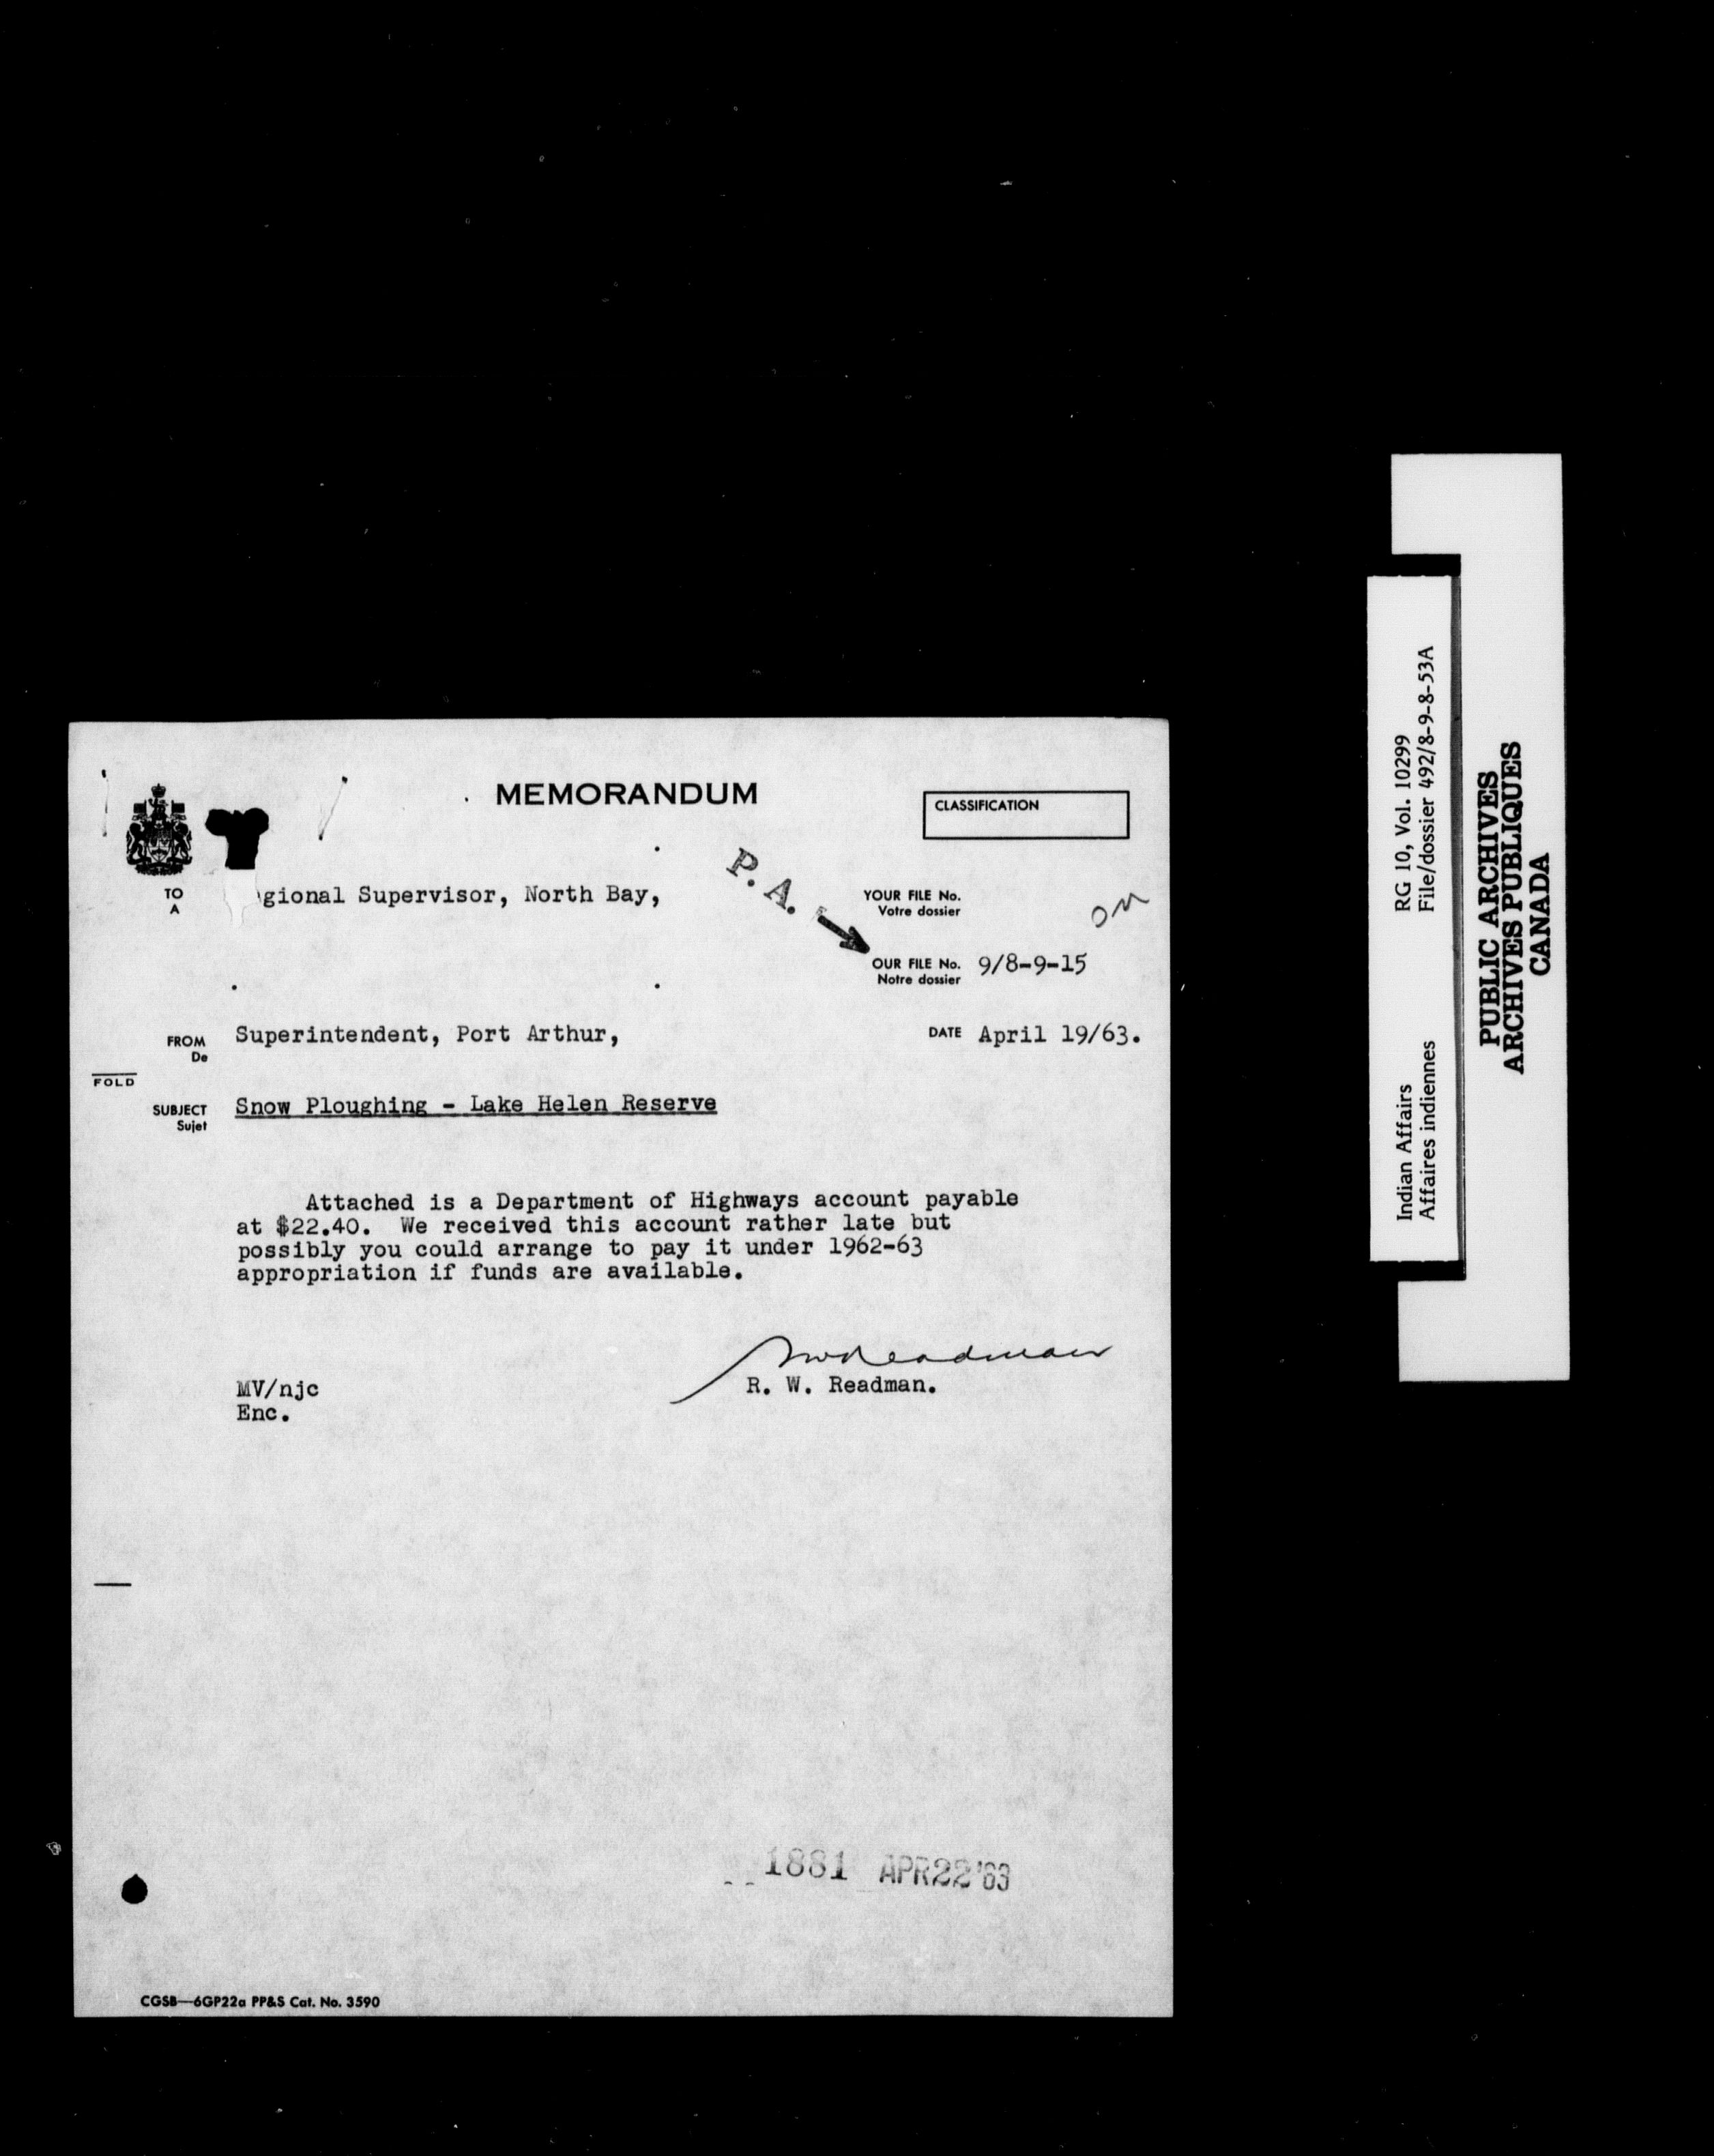 MEMORANDUM
CLASSIFICATION
P.A.
TO
A
gional Supervisor, North Bay,
YOUR FILE No.
Votre dossier
OUR FILE No. 9/8-9-15
Notre dossier
FROM
De
Superintendent, Port Arthur,
DATE April 19/63.
FOLD
SUBJECT
Sujet
Snow Ploughing - Lake Helen Reserve
Attached is a Department of Highways account payable
at $22.40. We received this account rather late but
possibly you could arrange to pay it under 1962-63
appropriation if funds are available.
RWReadman
R. W. Readman.
MV/njc
Enc.
1881 APR 22 '63
CGSB—6GP22a PP&S Cat. No. 3590
Indian Affairs RG 10, Vol. 10299
Affaires indiennes File/dossier 492/8-9-8-53A
PUBLIC ARCHIVES
ARCHIVES PUBLIQUES
CANADA